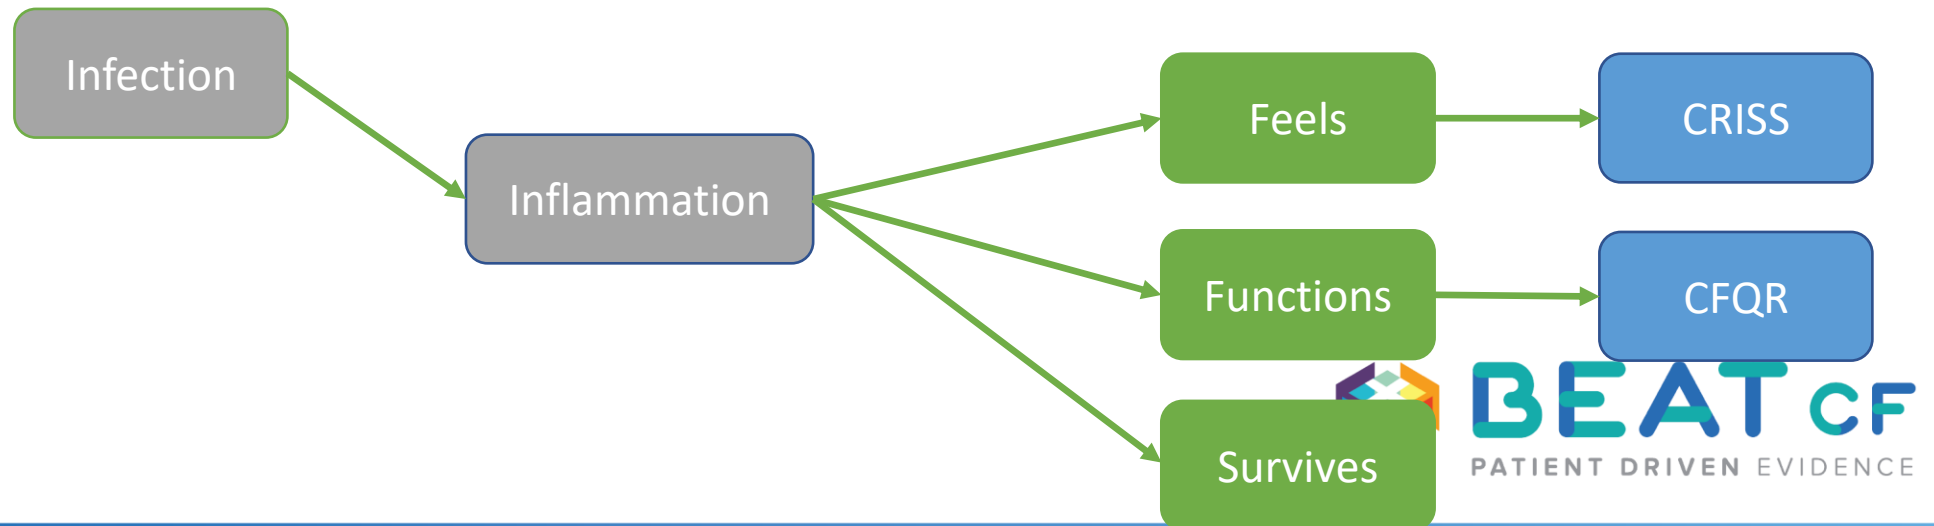 Infection
Inflammation
Feels
CRISS
Functions
CFQR
Survives
BEAT CF
PATIENT DRIVEN EVIDENCE